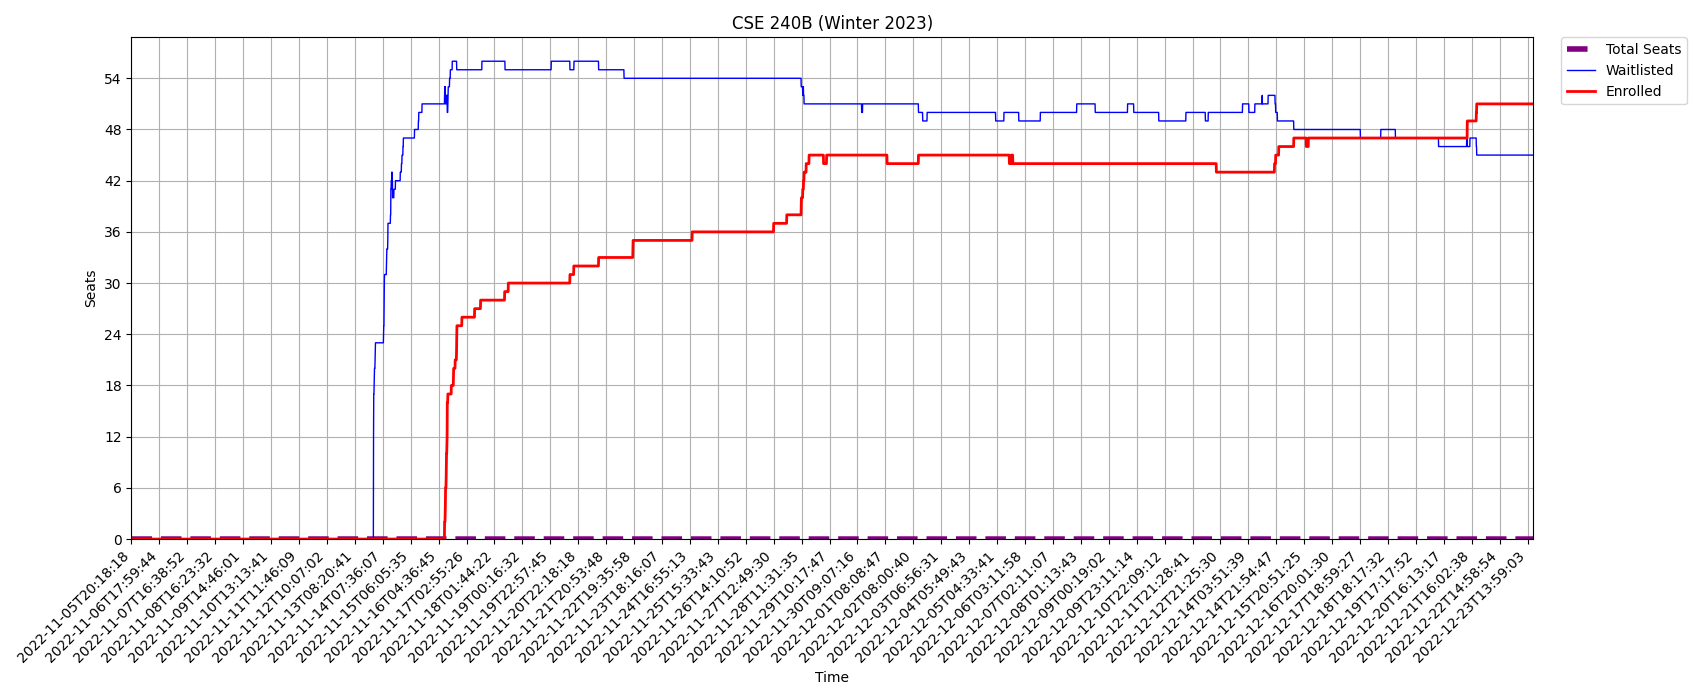 CSE 240B (Winter 2023)
Total Seats
Waitlisted
Enrolled
Seats
54
48
42
36
30
24
18
12
6
0
2022-11-05T20:18:18
2022-11-06T17:59:44
2022-11-07T16:38:52
2022-11-08T16:23:32
2022-11-09T14:46:01
2022-11-10T13:13:41
2022-11-11T11:46:09
2022-11-12T10:07:02
2022-11-13T08:20:41
2022-11-14T07:36:07
2022-11-15T06:05:35
2022-11-16T04:36:45
2022-11-17T02:55:26
2022-11-18T01:44:22
2022-11-19T00:16:32
2022-11-19T22:57:45
2022-11-20T22:18:18
2022-11-21T20:53:48
2022-11-22T19:35:58
2022-11-23T18:16:07
2022-11-24T16:55:13
2022-11-25T15:33:43
2022-11-26T14:10:52
2022-11-27T12:49:30
2022-11-28T11:31:35
2022-11-29T10:17:47
2022-11-30T09:07:16
2022-12-01T08:08:47
2022-12-02T08:00:40
2022-12-03T06:56:31
2022-12-04T05:49:43
2022-12-05T04:33:41
2022-12-06T03:11:58
2022-12-07T02:11:07
2022-12-08T01:13:43
2022-12-09T00:19:02
2022-12-09T23:11:14
2022-12-10T22:09:12
2022-12-11T21:28:41
2022-12-12T21:25:30
2022-12-14T03:51:39
2022-12-14T21:54:47
2022-12-15T20:51:25
2022-12-16T20:01:30
2022-12-17T18:59:27
2022-12-18T18:17:32
2022-12-19T17:17:52
2022-12-20T16:13:17
2022-12-21T16:02:38
2022-12-22T14:58:54
2022-12-23T13:59:03
Time